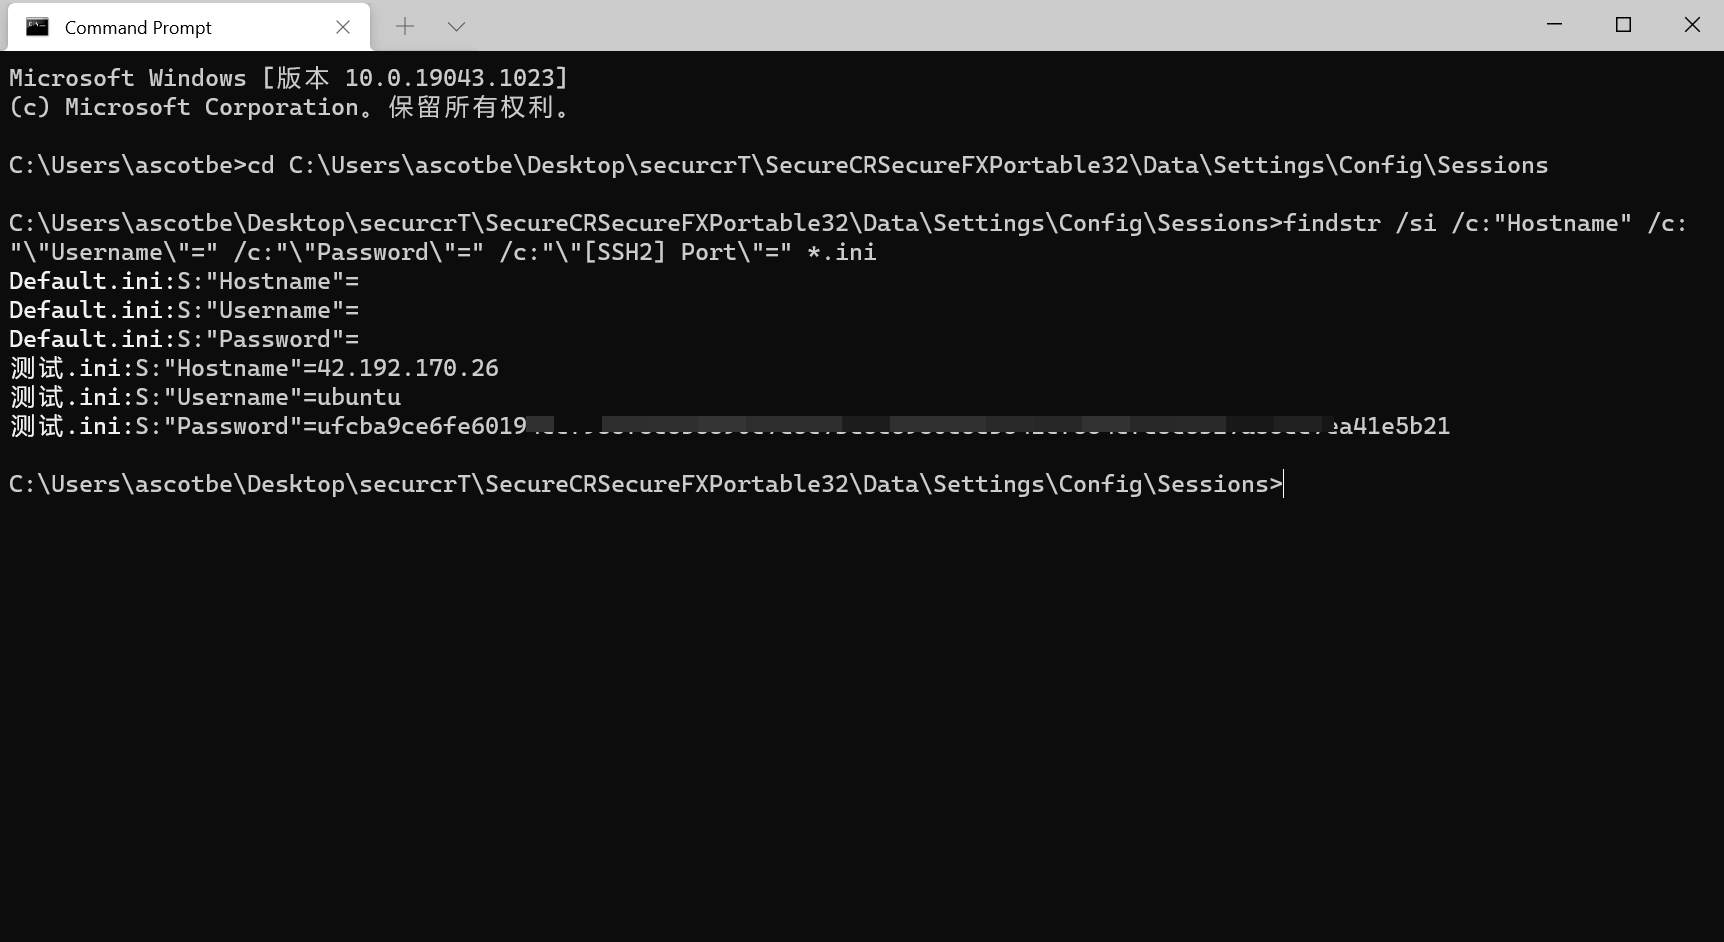 Command Prompt
Microsoft Windows [版本 10.0.19043.1023]
(c) Microsoft Corporation。保留所有权利。
C:\Users\ascotbe>cd C:\Users\ascotbe\Desktop\securcrT\SecureCRSecureFXPortable32\Data\Settings\Config\Sessions
C:\Users\ascotbe\Desktop\securcrT\SecureCRSecureFXPortable32\Data\Settings\Config\Sessions>findstr /si /c:"Hostname" /c:
"\"Username\"=" /c:"\"Password\"=" /c:"\"[SSH2] Port\"=" *.ini
Default.ini:S:"Hostname"=
Default.ini:S:"Username"=
Default.ini:S:"Password"=
测试.ini:S:"Hostname"=42.192.170.26
测试.ini:S:"Username"=ubuntu
测试.ini:S:"Password"=ufcba9ce6fe6019 ea41e5b21
C:\Users\ascotbe\Desktop\securcrT\SecureCRSecureFXPortable32\Data\Settings\Config\Sessions>